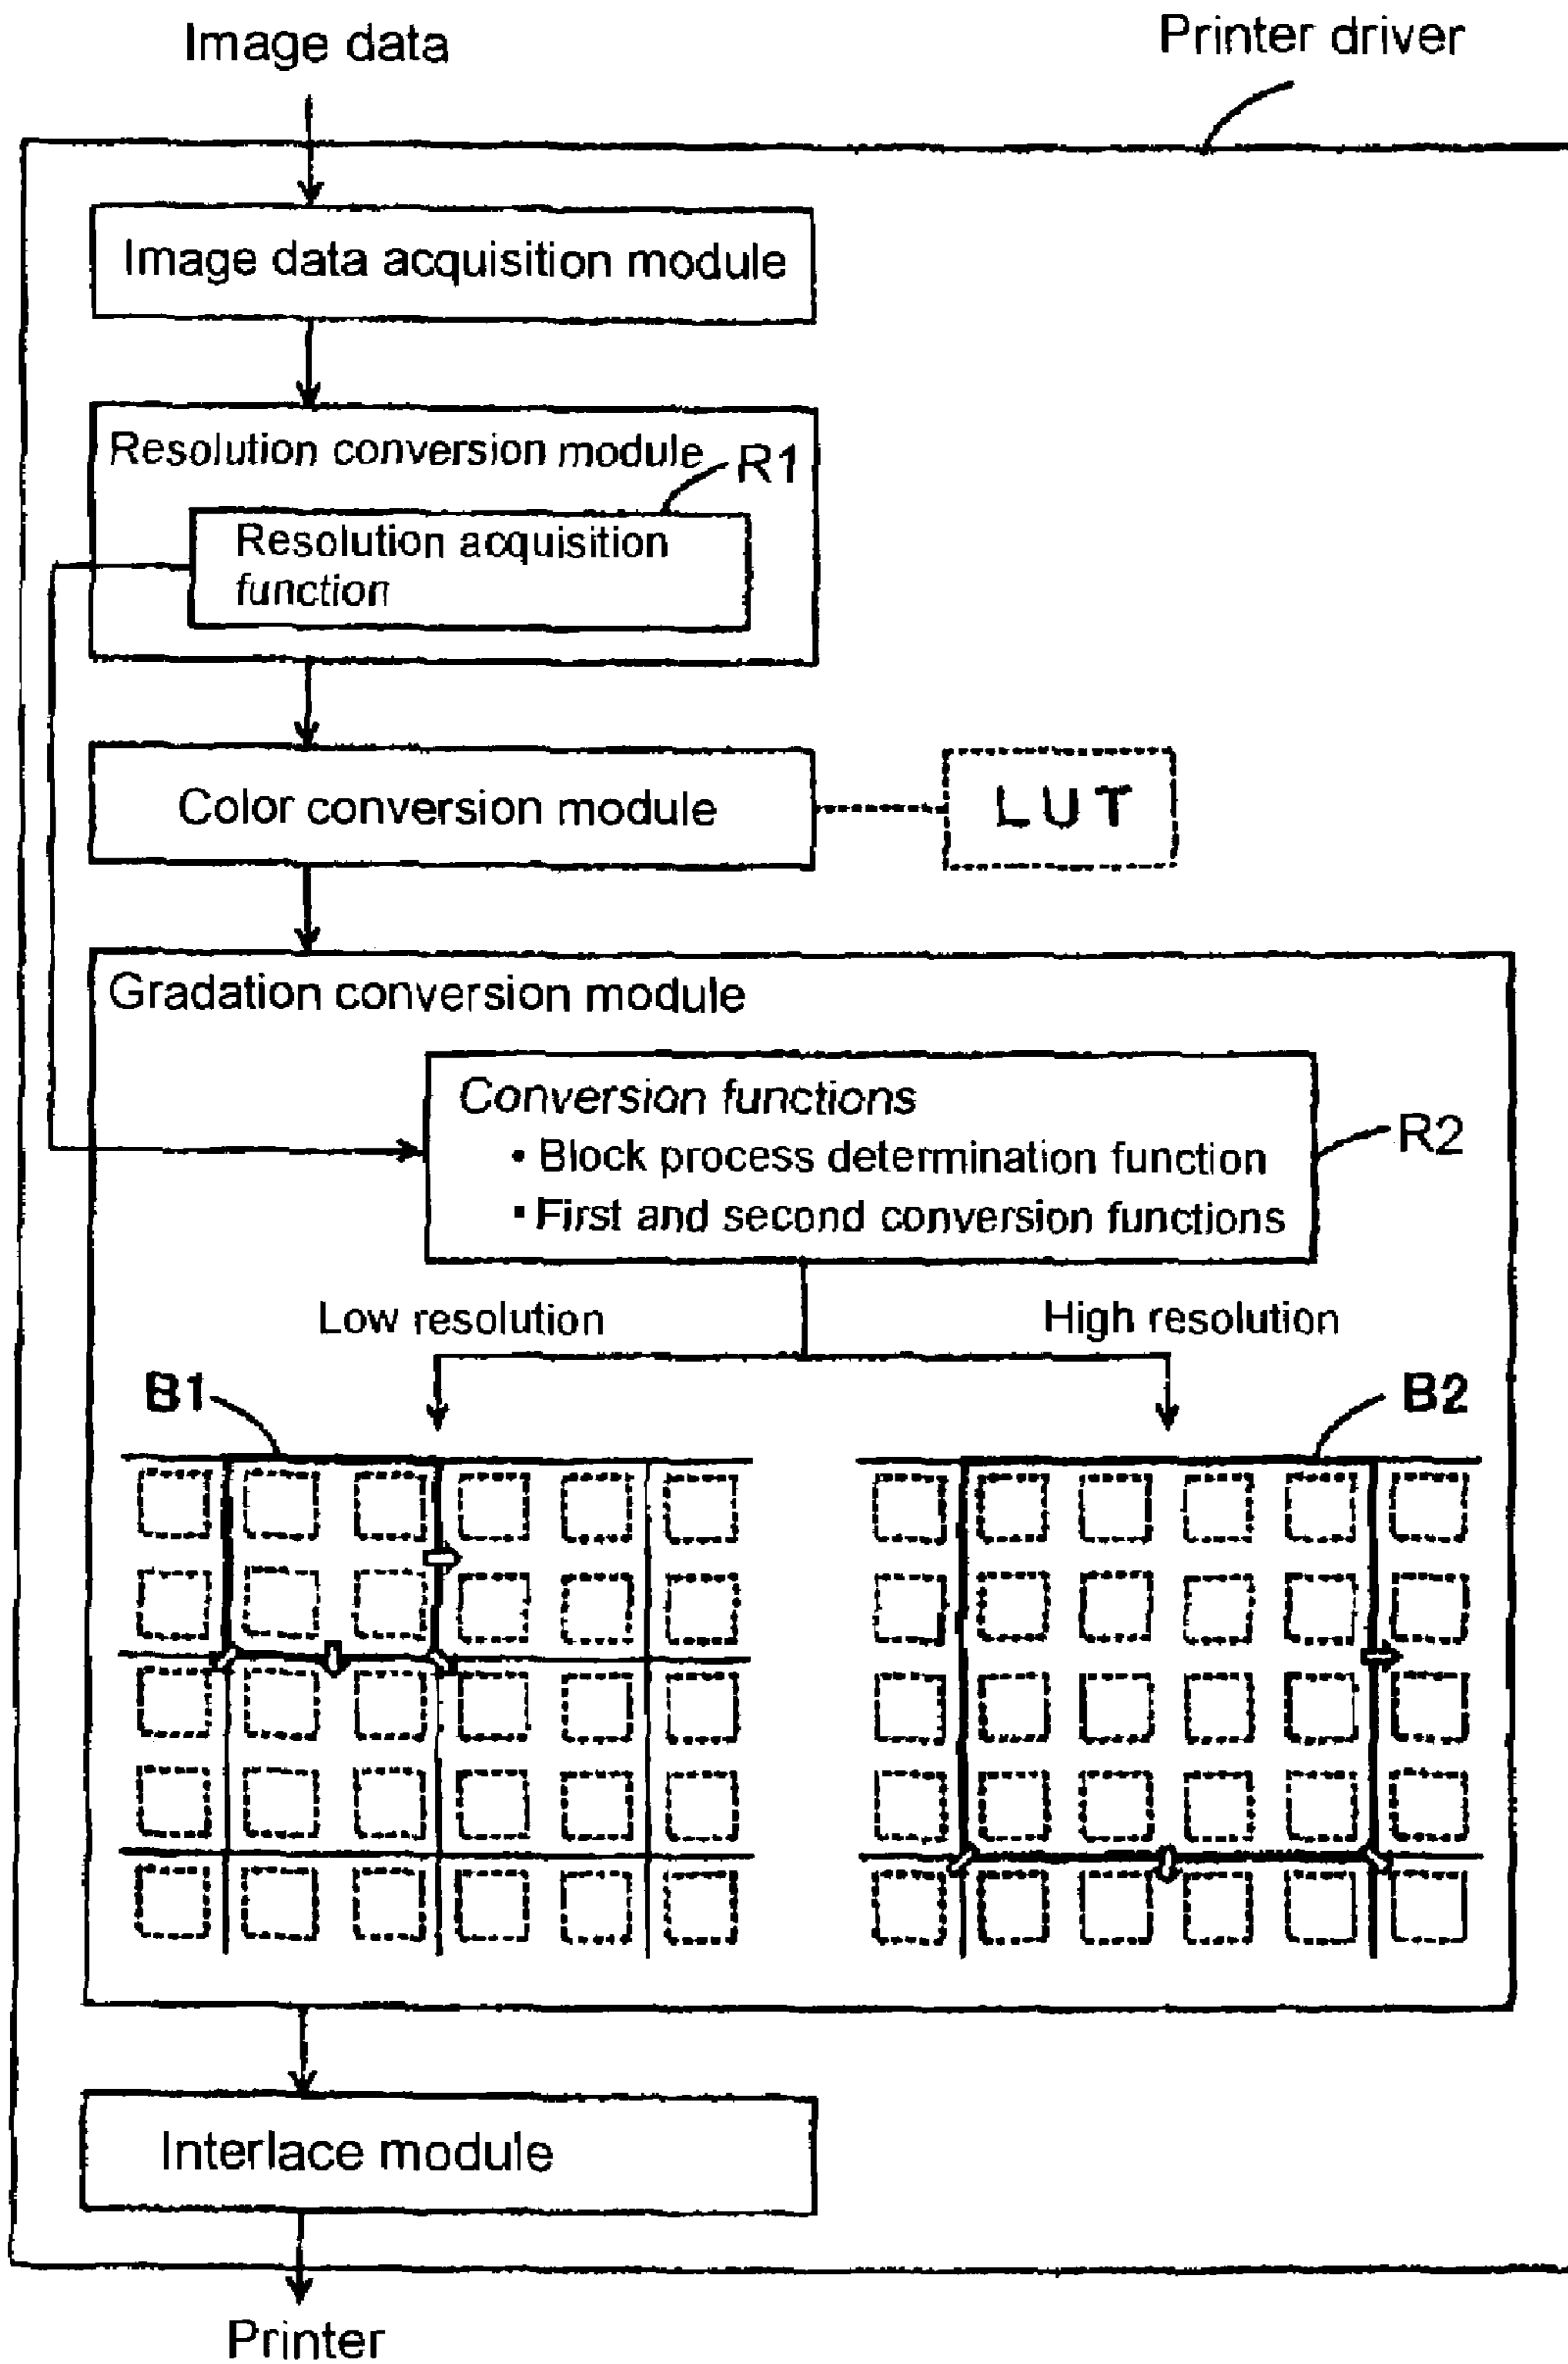 Image data
Printer driver
Image data acquisition module
Resolution conversion module
R1
Resolution acquisition
function
Color conversion module
LUT
Gradation conversion module
Conversion functions
• Block process determination function
▪ First and second conversion functions
R2
Low resolution
High resolution
B1
B2
Interlace module
Printer